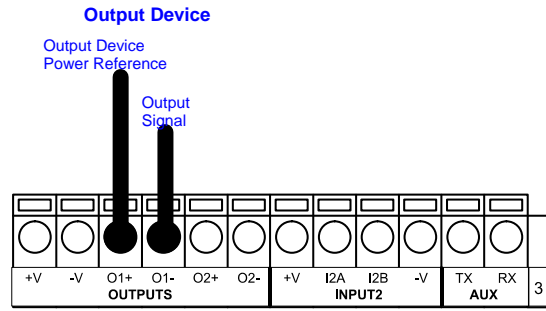 Output Device
Output Device
Power Reference
Output
Signal
+V -V O1+ O1- O2+ O2- +V I2A I2B -V TX RX
OUTPUTS INPUT2 AUX 3